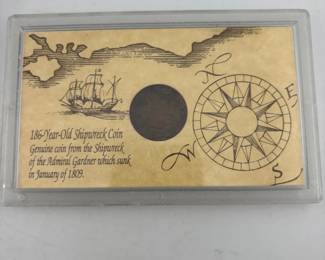 N
E
186-Year-Old Shipwreck Coin
Genuine coin from the Shipwreck
of the Admiral Gardner which sunk
in January of 1809.
W
S